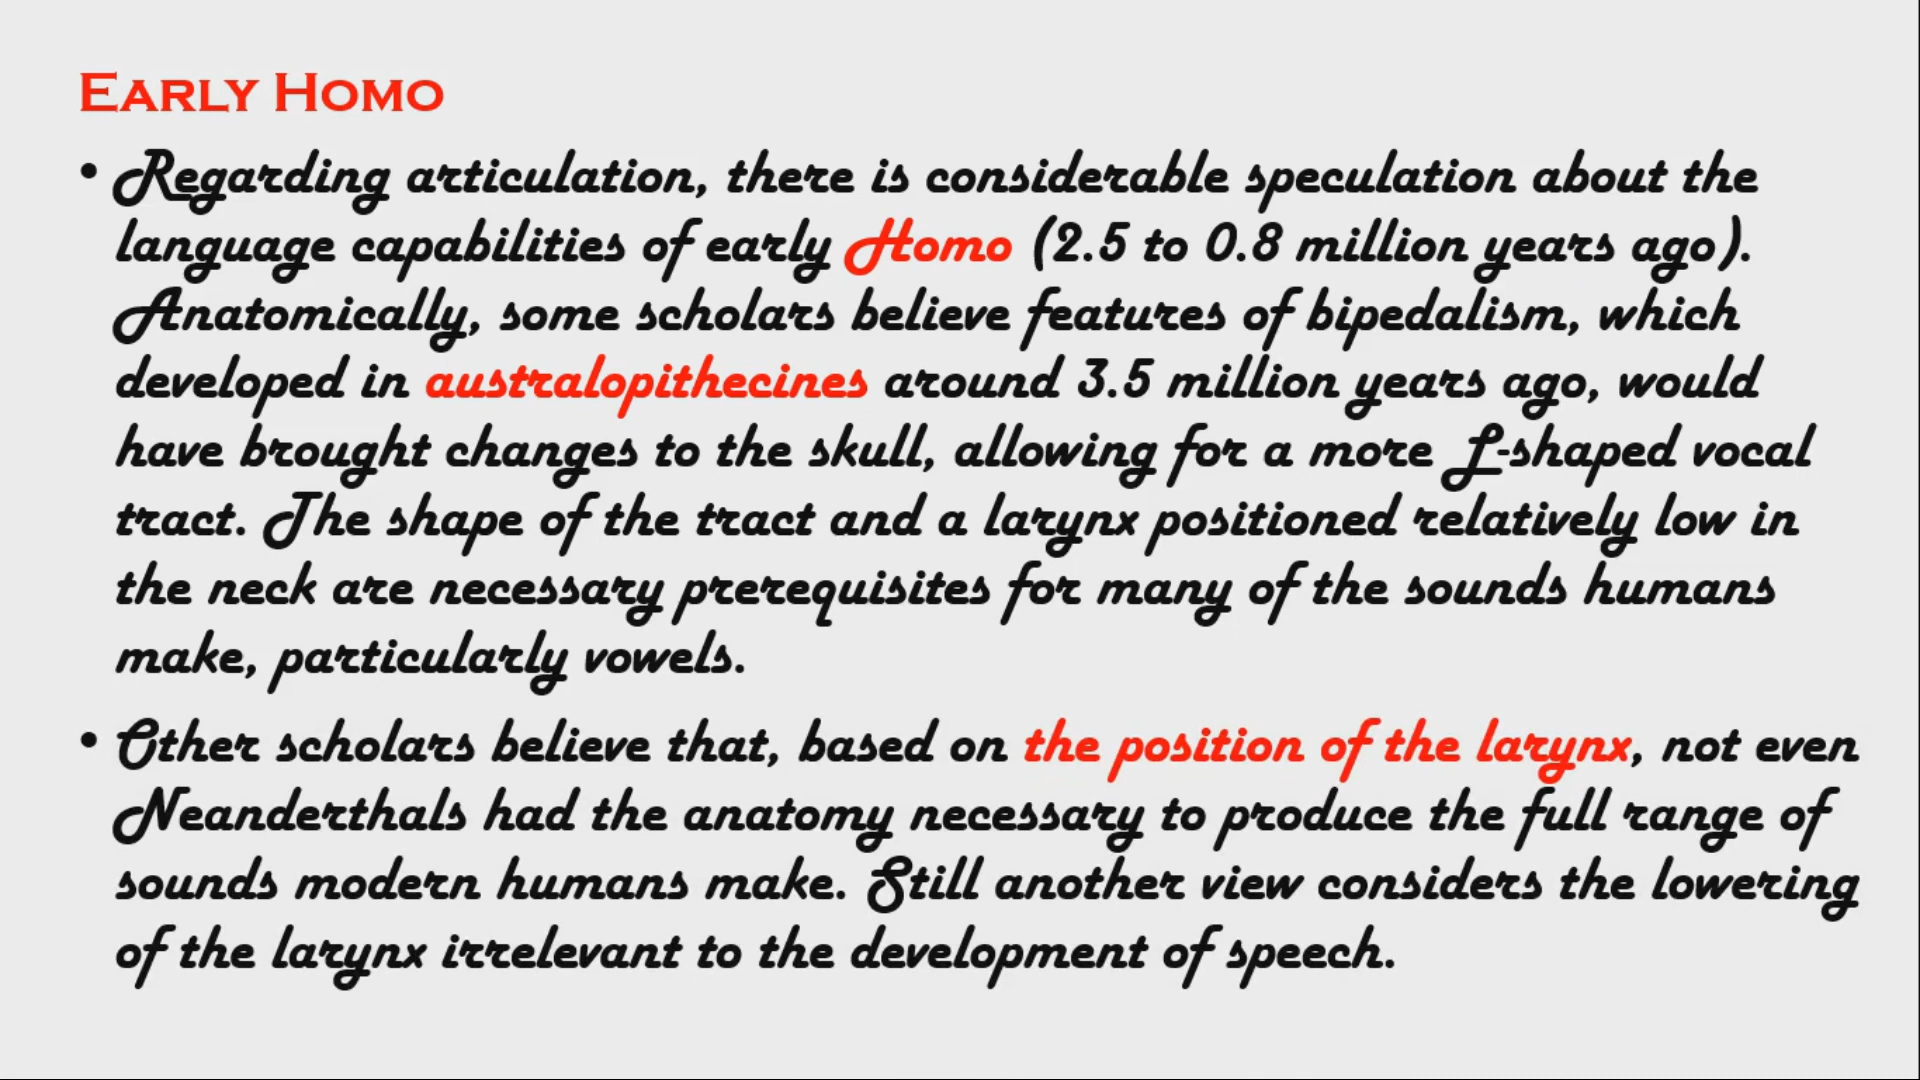 EARLY HOMO
• Regarding articulation, there is considerable speculation about the
language capabilities of early Homo (2.5 to 0.8 million years ago).
Anatomically, some scholars believe features of bipedalism, which
developed in australopithecines around 3.5 million years ago, would
have brought changes to the skull, allowing for a more L-shaped vocal
tract. The shape of the tract and a larynx positioned relatively low in
the neck are necessary prerequisites for many of the sounds humans
make, particularly vowels.
• Other scholars believe that, based on the position of the larynx, not even
Neanderthals had the anatomy necessary to produce the full range of
sounds modern humans make. Still another view considers the lowering
of the larynx irrelevant to the development of speech.